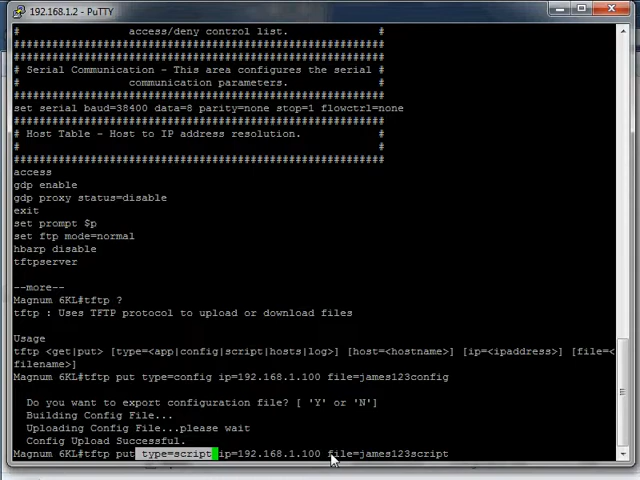 192.168.1.2 - PuTTY
# access/deny control list. #
##########################################################
##########################################################
# Serial Communication - This area configures the serial #
# communication parameters. #
##########################################################
set serial baud=38400 data=8 parity=none stop=1 flowctrl=none
##########################################################
# Host Table - Host to IP address resolution. #
# #
##########################################################
access
gdp enable
gdp proxy status=disable
exit
set prompt $p
set ftp mode=normal
hbarp disable
tftpserver
--more--
Magnum 6KL#tftp ?
tftp : Uses TFTP protocol to upload or download files
Usage
tftp <get|put> [type=<app|config|script|hosts|log>] [host=<hostname>] [ip=<ipaddress>] [file=<
filename>]
Magnum 6KL#tftp put type=config ip=192.168.1.100 file=james123config
Do you want to export configuration file? [ 'Y' or 'N']
Building Config File...
Uploading Config File...please wait
Config Upload Successful.
Magnum 6KL#tftp put type=script ip=192.168.1.100 file=james123script